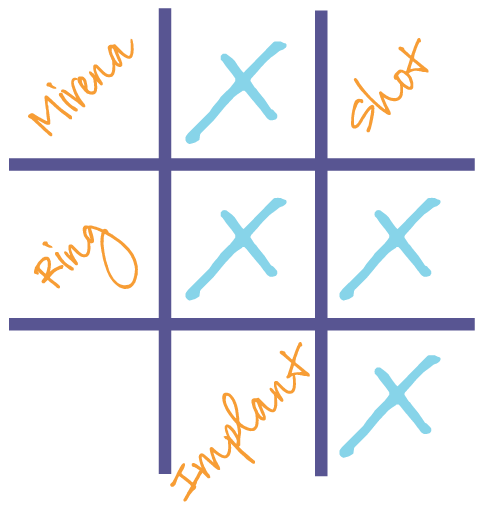 Mirena X Shot
Ring X X
Implant X